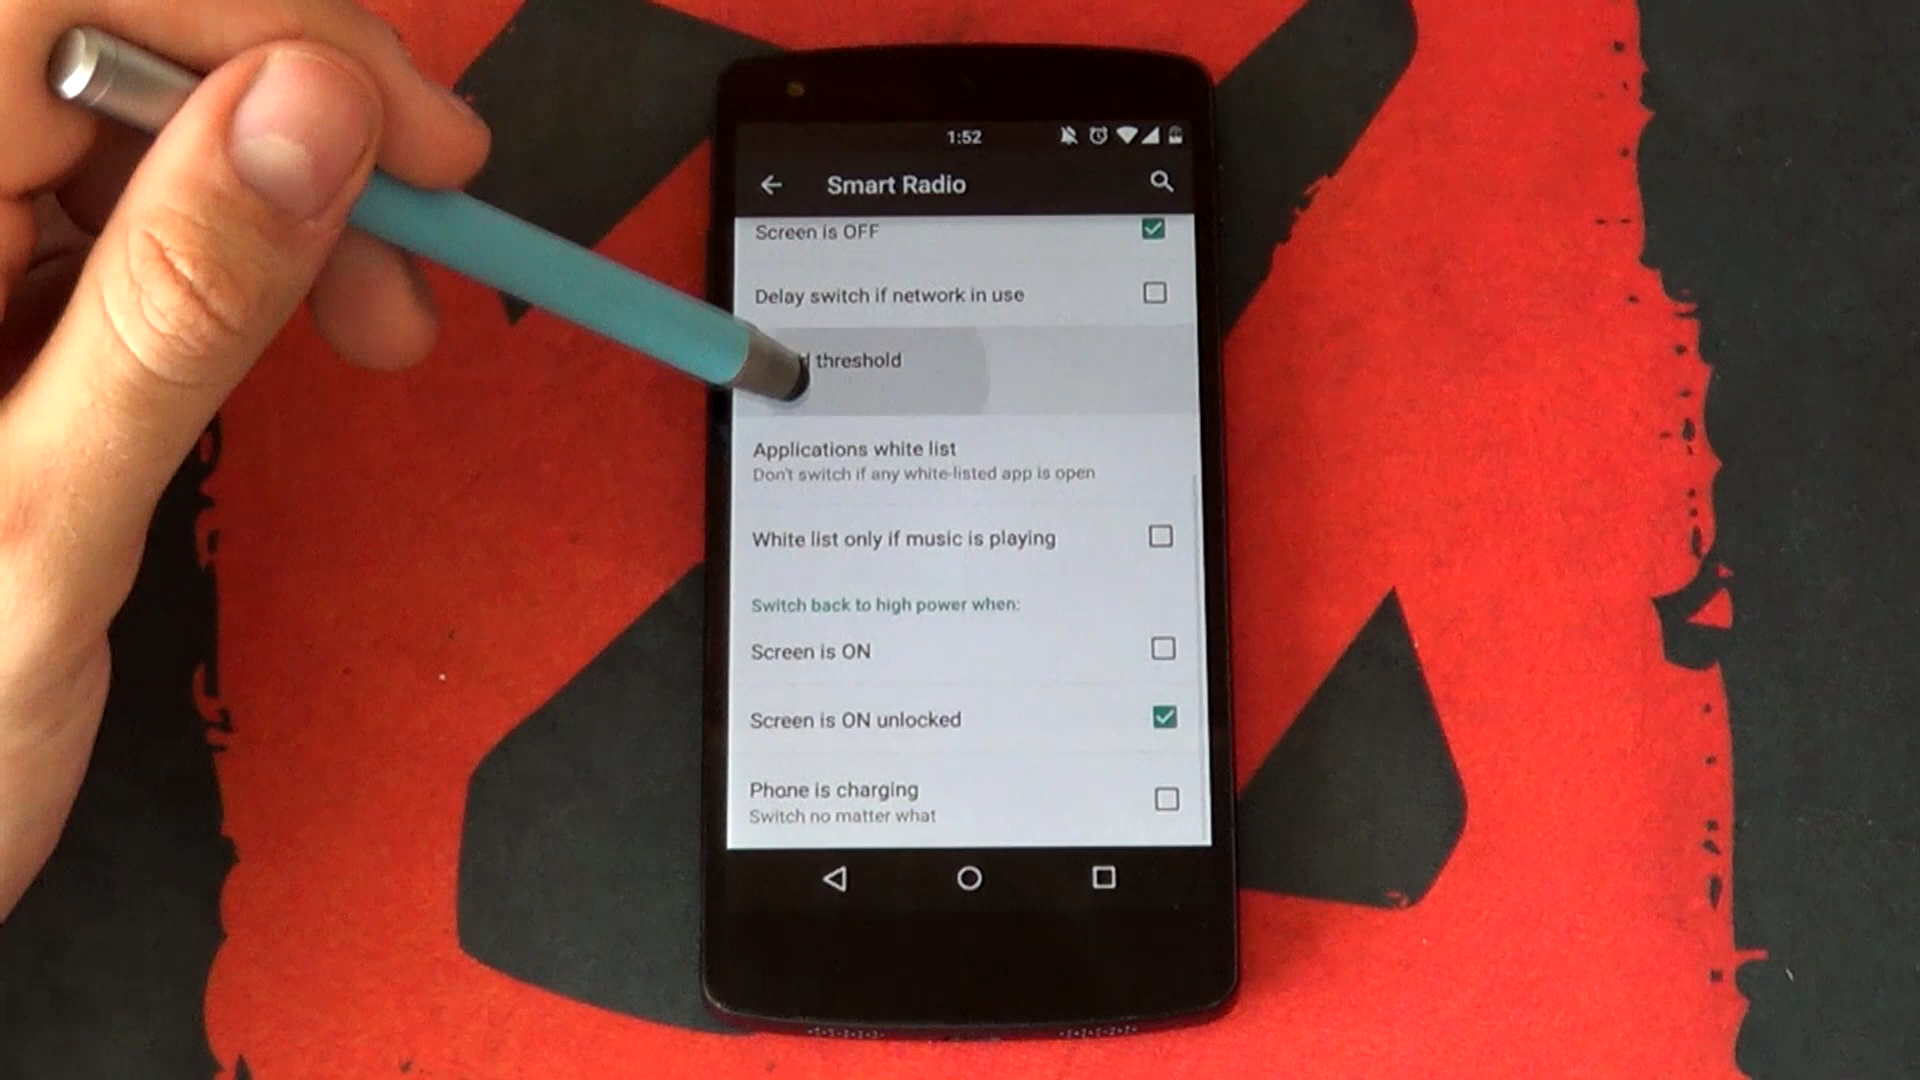 1:52
Smart Radio
Screen is OFF
Delay switch if network in use
threshold
Applications white list
Don't switch if any white-listed app is open
White list only if music is playing
Switch back to high power when:
Screen is ON
Screen is ON unlocked
Phone is charging
Switch no matter what